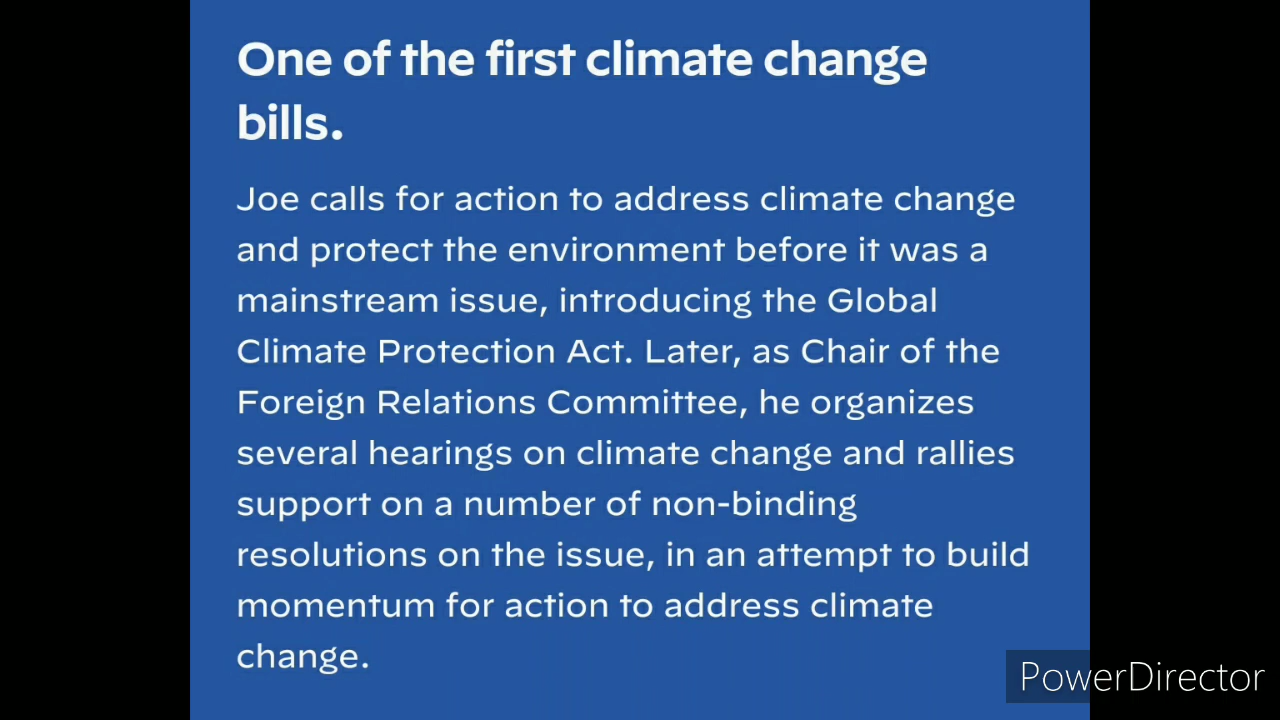 One of the first climate change
bills.
Joe calls for action to address climate change
and protect the environment before it was a
mainstream issue, introducing the Global
Climate Protection Act. Later, as Chair of the
Foreign Relations Committee, he organizes
several hearings on climate change and rallies
support on a number of non-binding
resolutions on the issue, in an attempt to build
momentum for action to address climate
change.
PowerDirector